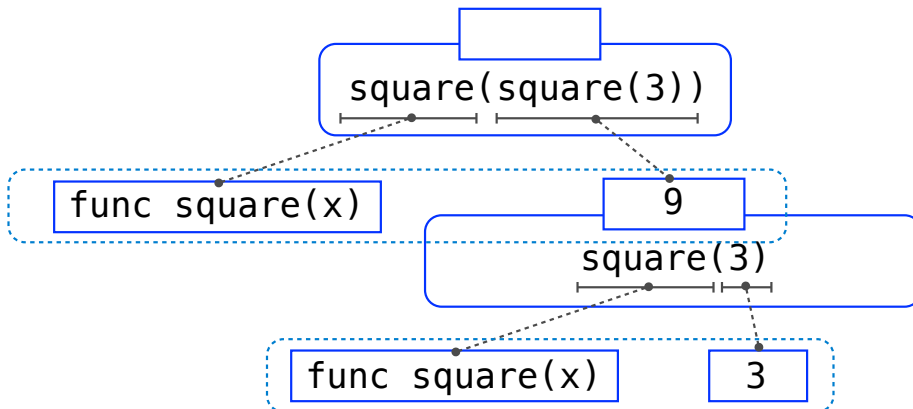 square(square(3))
func square(x)
9
square(3)
func square(x)
3